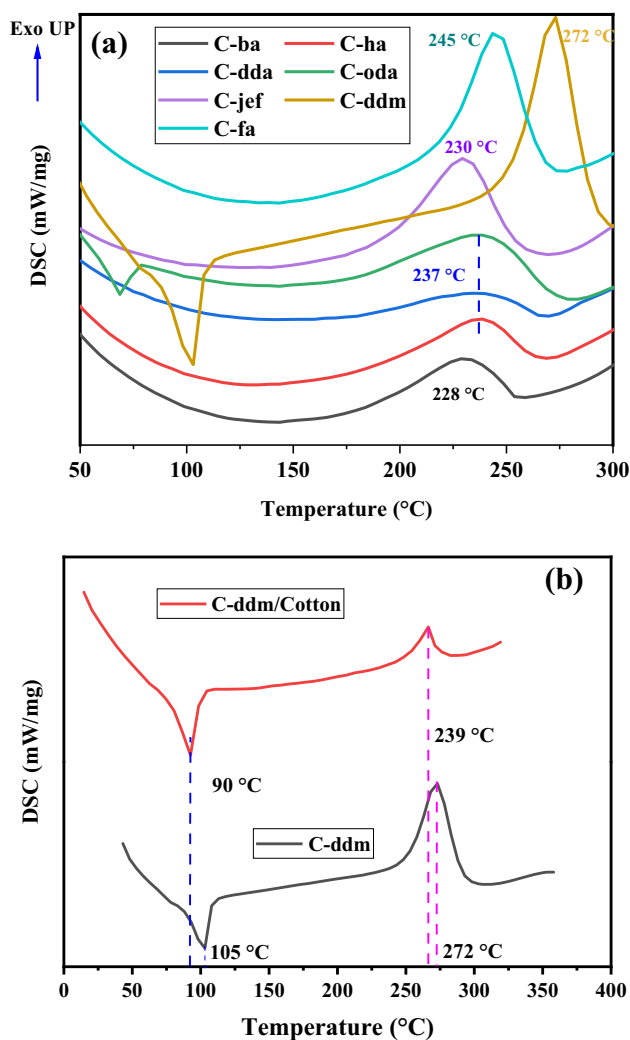 Exo UP
(a)
C-ba
C-ha
C-dda
C-oda
C-jef
C-ddm
C-fa
245 °C
272 °C
230 °C
237 °C
228 °C
DSC (mW/mg)
50 100 150 200 250 300
Temperature (°C)
(b)
C-ddm/Cotton
239 °C
90 °C
C-ddm
105 °C
272 °C
DSC (mW/mg)
0 50 100 150 200 250 300 350 400
Temperature (°C)